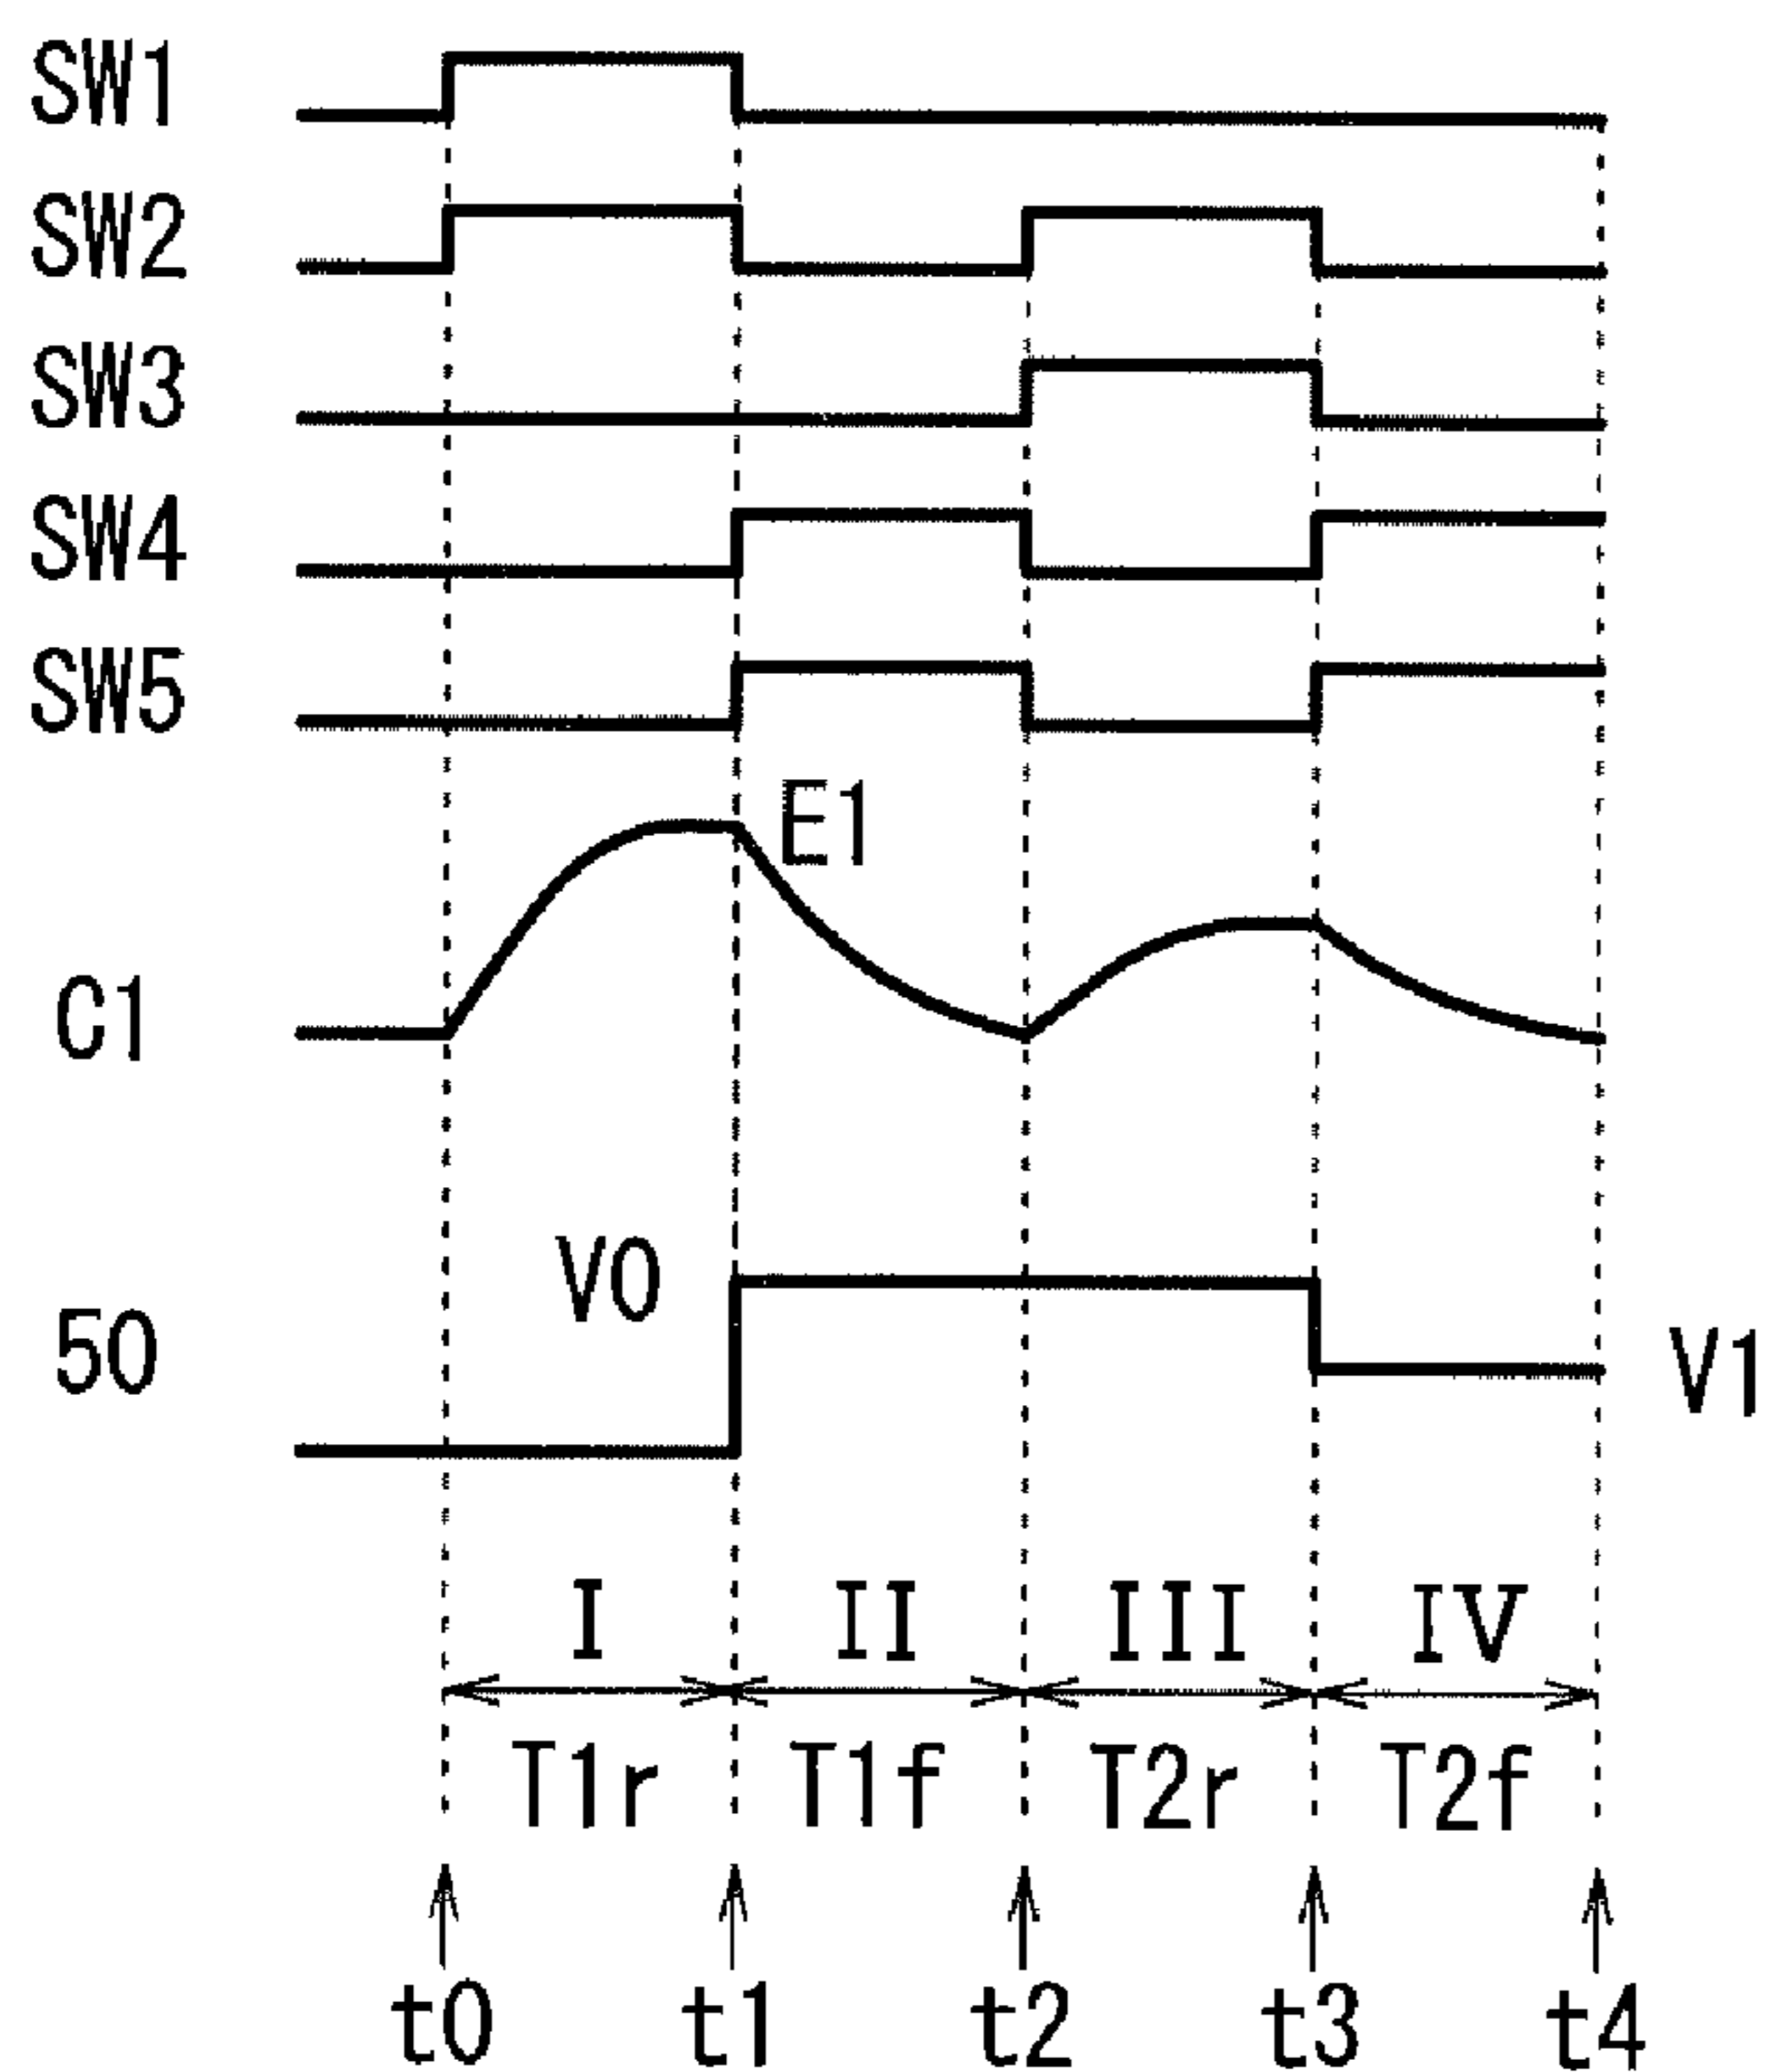 SW1
SW2
SW3
SW4
SW5
E1
C1
V0
50
V1
I II III IV
T1r T1f T2r T2f
t0 t1 t2 t3 t4